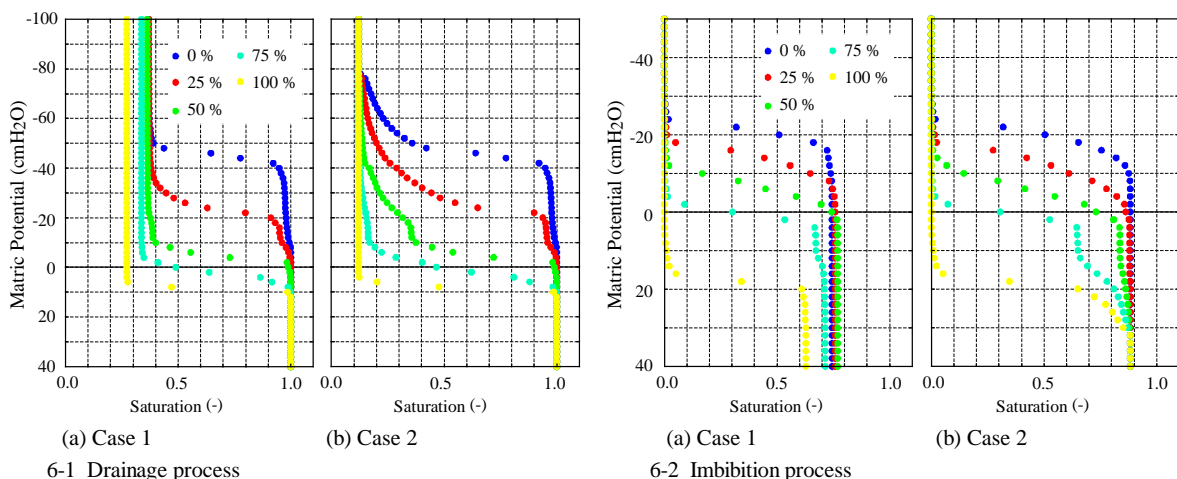 -100
-80
-60
-40
-20
0
20
40
Matric Potential (cmH2O)
0 %
25 %
50 %
75 %
100 %
0.0
0.5
1.0
Saturation (-)
(a) Case 1
0.0
0.5
1.0
Saturation (-)
(b) Case 2
6-1 Drainage process
-40
-20
0
20
40
Matric Potential (cmH2O)
0 %
25 %
50 %
75 %
100 %
0.0
0.5
1.0
Saturation (-)
(a) Case 1
0.0
0.5
1.0
Saturation (-)
(b) Case 2
6-2 Imbibition process